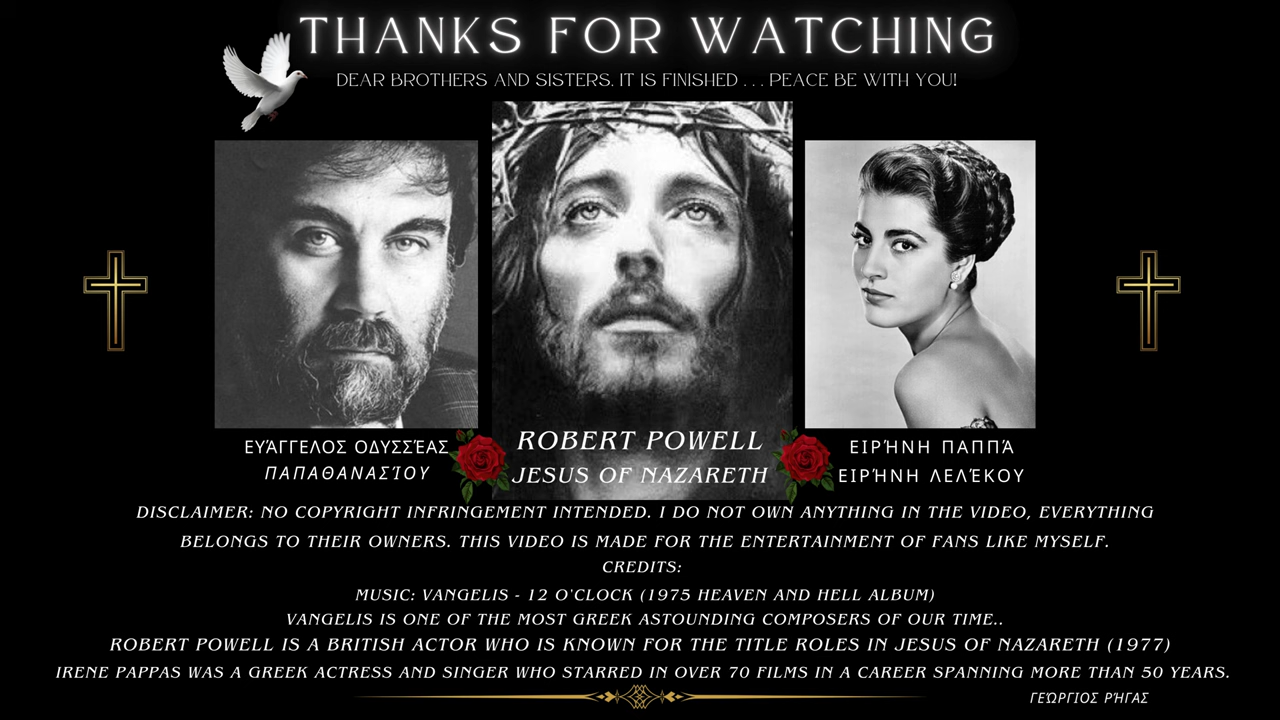 THANKS FOR WATCHING
DEAR BROTHERS AND SISTERS. IT IS FINISHED . . . PEACE BE WITH YOU!
ΕΥΆΓΓΕΛΟΣ ΟΔΥΣΣΈΑΣ
ΠΑΠΑΘΑΝΑΣΊΟΥ
ROBERT POWELL
JESUS OF NAZARETH
ΕΙΡΉΝΗ ΠΑΠΠΆ
ΕΙΡΉΝΗ ΛΕΛΈΚΟΥ
DISCLAIMER: NO COPYRIGHT INFRINGEMENT INTENDED. I DO NOT OWN ANYTHING IN THE VIDEO, EVERYTHING
BELONGS TO THEIR OWNERS. THIS VIDEO IS MADE FOR THE ENTERTAINMENT OF FANS LIKE MYSELF.
CREDITS:
MUSIC: VANGELIS - 12 O'CLOCK (1975 HEAVEN AND HELL ALBUM)
VANGELIS IS ONE OF THE MOST GREEK ASTOUNDING COMPOSERS OF OUR TIME..
ROBERT POWELL IS A BRITISH ACTOR WHO IS KNOWN FOR THE TITLE ROLES IN JESUS OF NAZARETH (1977)
IRENE PAPPAS WAS A GREEK ACTRESS AND SINGER WHO STARRED IN OVER 70 FILMS IN A CAREER SPANNING MORE THAN 50 YEARS.
ΓΕΏΡΓΙΟΣ ΡΉΓΑΣ